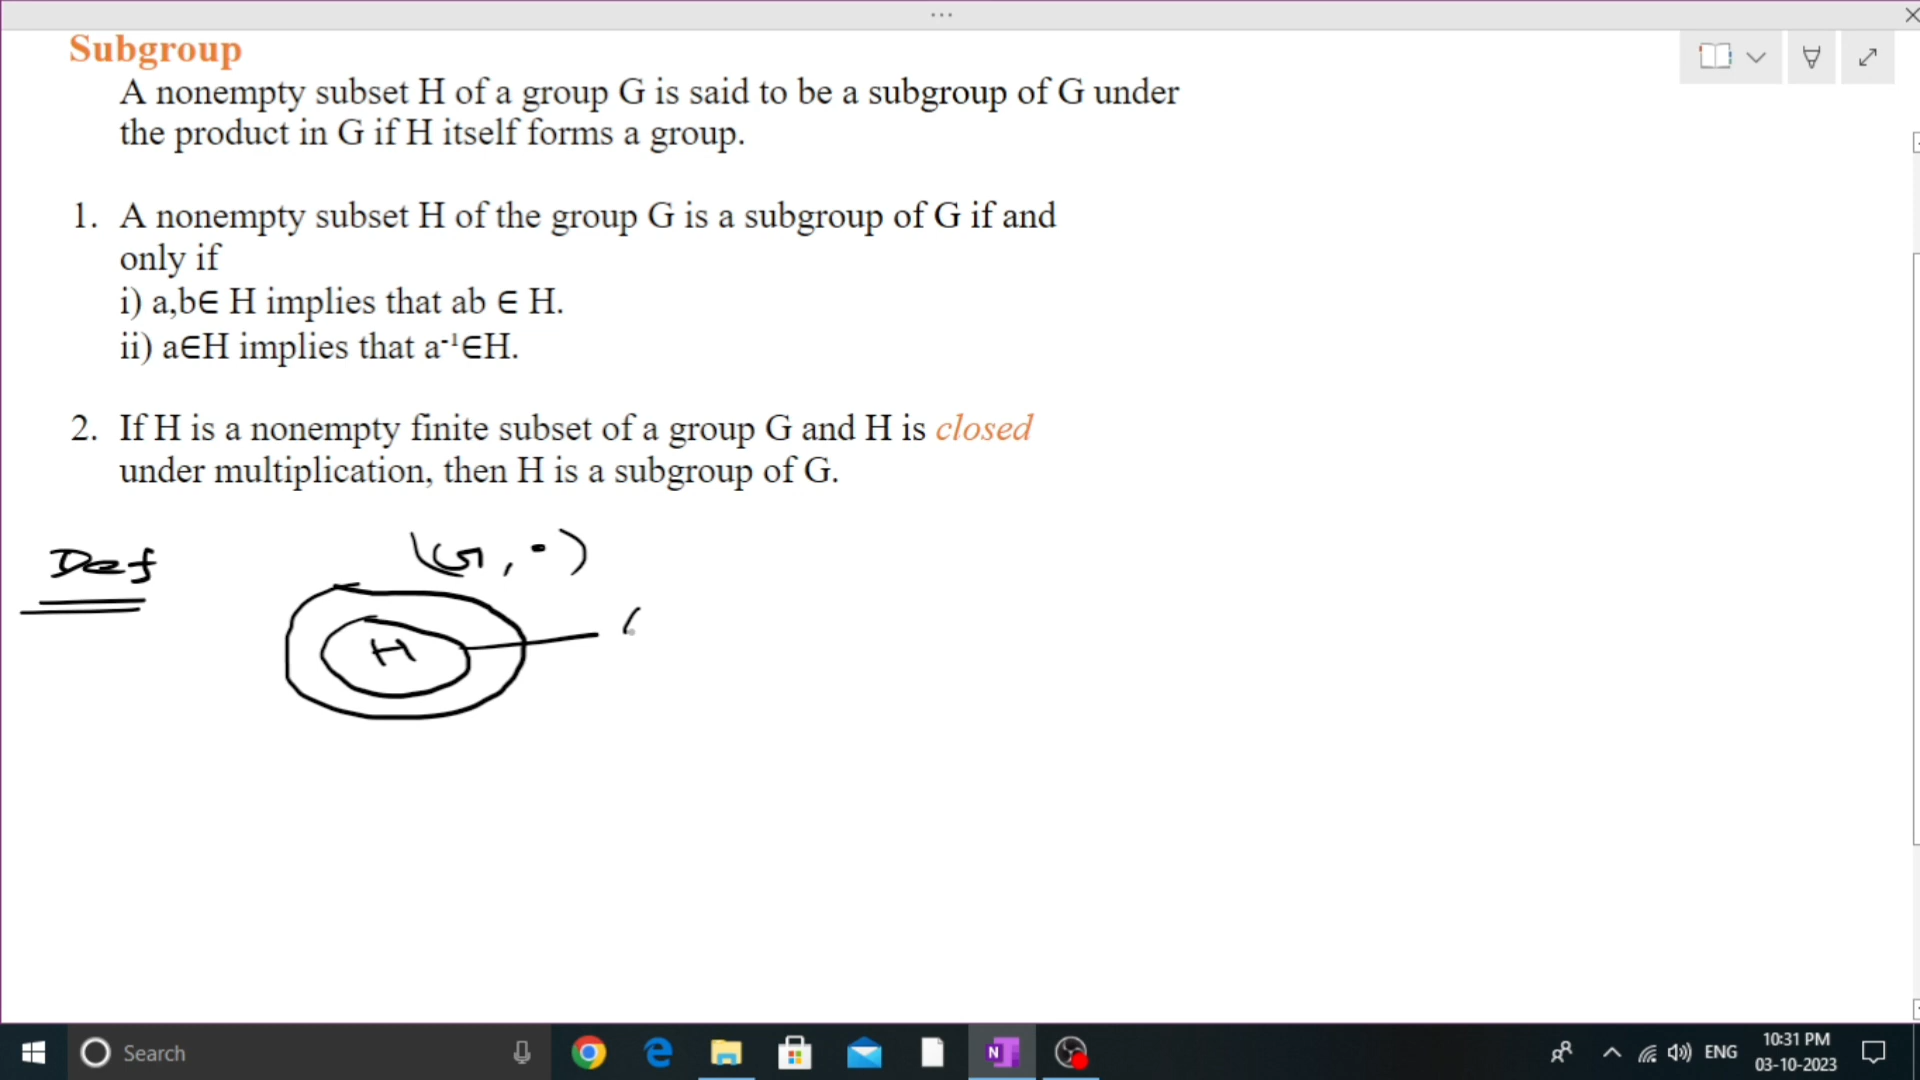 Subgroup
A nonempty subset H of a group G is said to be a subgroup of G under
the product in G if H itself forms a group.
1. A nonempty subset H of the group G is a subgroup of G if and
only if
i) a,b∈ H implies that ab ∈ H.
ii) a∈H implies that a⁻¹∈H.
2. If H is a nonempty finite subset of a group G and H is closed
under multiplication, then H is a subgroup of G.
Def
(G, ·)
H
(
Search
ENG
10:31 PM
03-10-2023